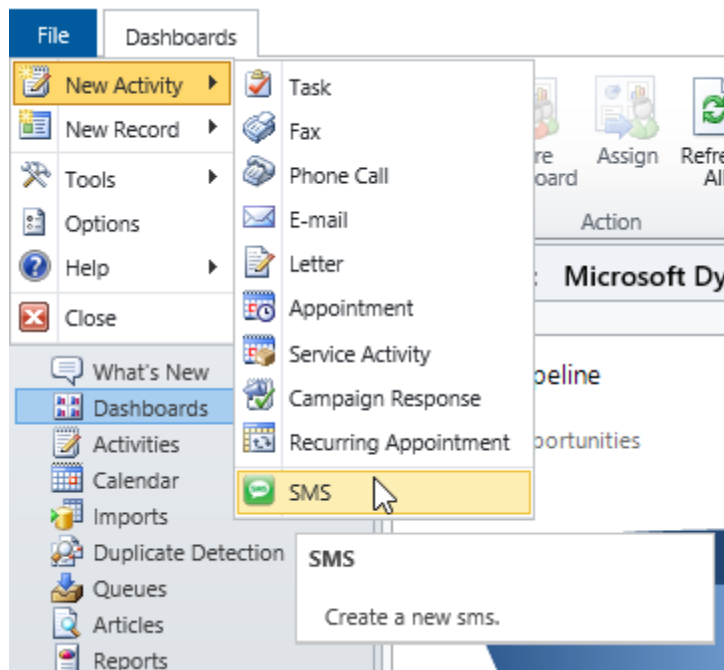 File
Dashboards
New Activity
New Record
Tools
Options
Help
Close
Task
Fax
Phone Call
E-mail
Letter
Appointment
Service Activity
Campaign Response
Recurring Appointment
SMS
Assign
Action
Microsoft
What's New
Dashboards
Activities
Calendar
Imports
Duplicate Detection
Queues
Articles
Reports
SMS
Create a new sms.